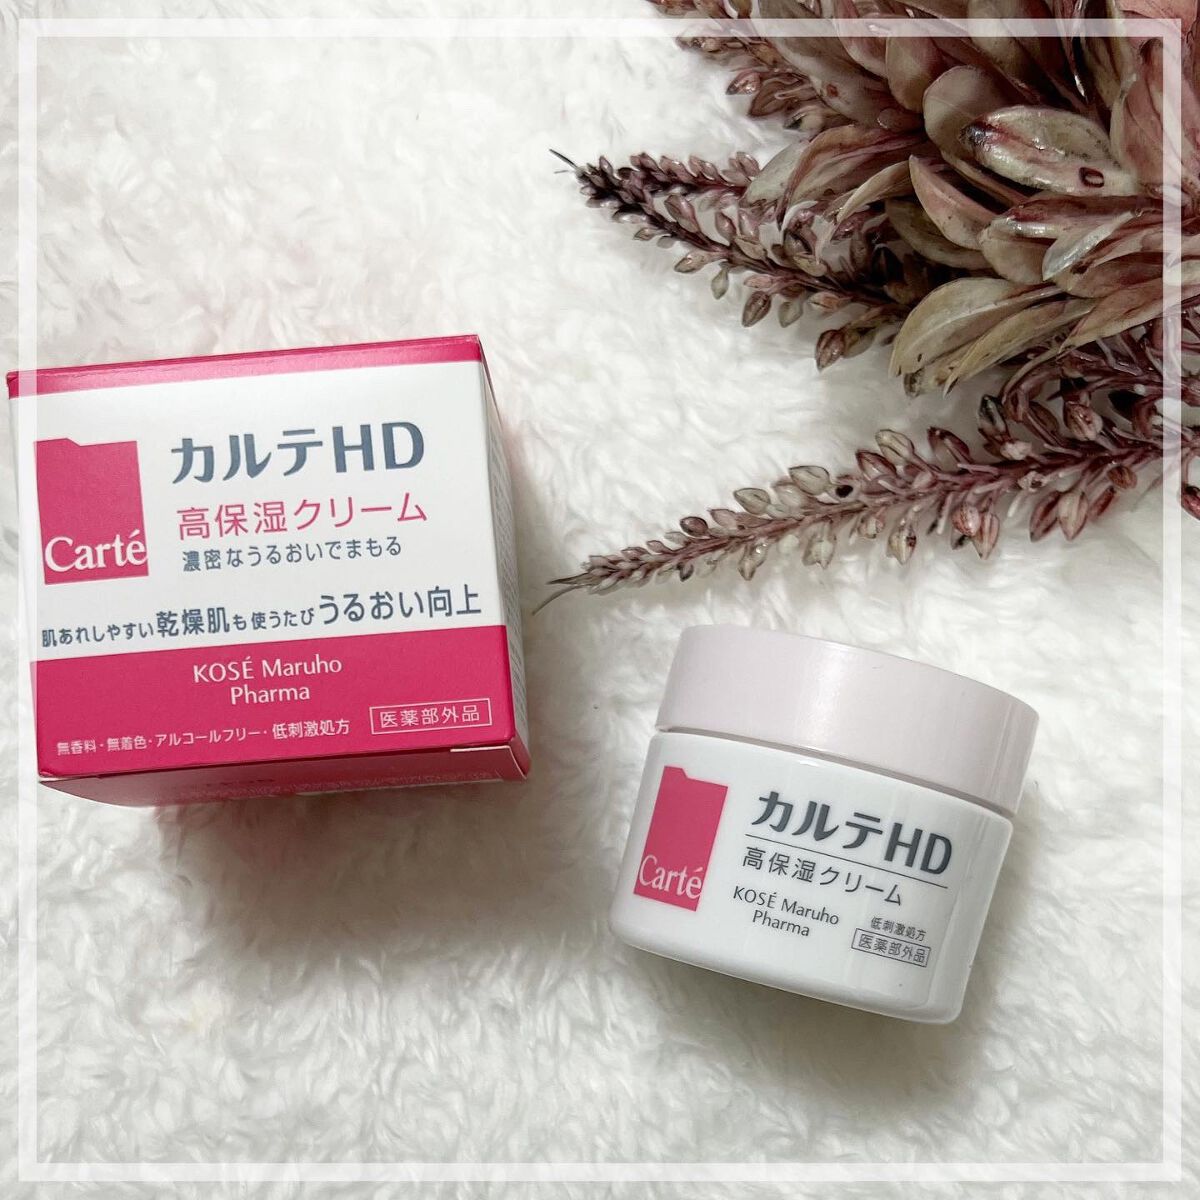 カルテHD
Carté
高保湿クリーム
濃密なうるおいでまもる
肌あれしやすい乾燥肌も使うたびうるおい向上
KOSÉ Maruho
Pharma
無香料・無着色・アルコールフリー・低刺激処方
医薬部外品
カルテHD
Carté
高保湿クリーム
KOSÉ Maruho
Pharma
低刺激処方
医薬部外品